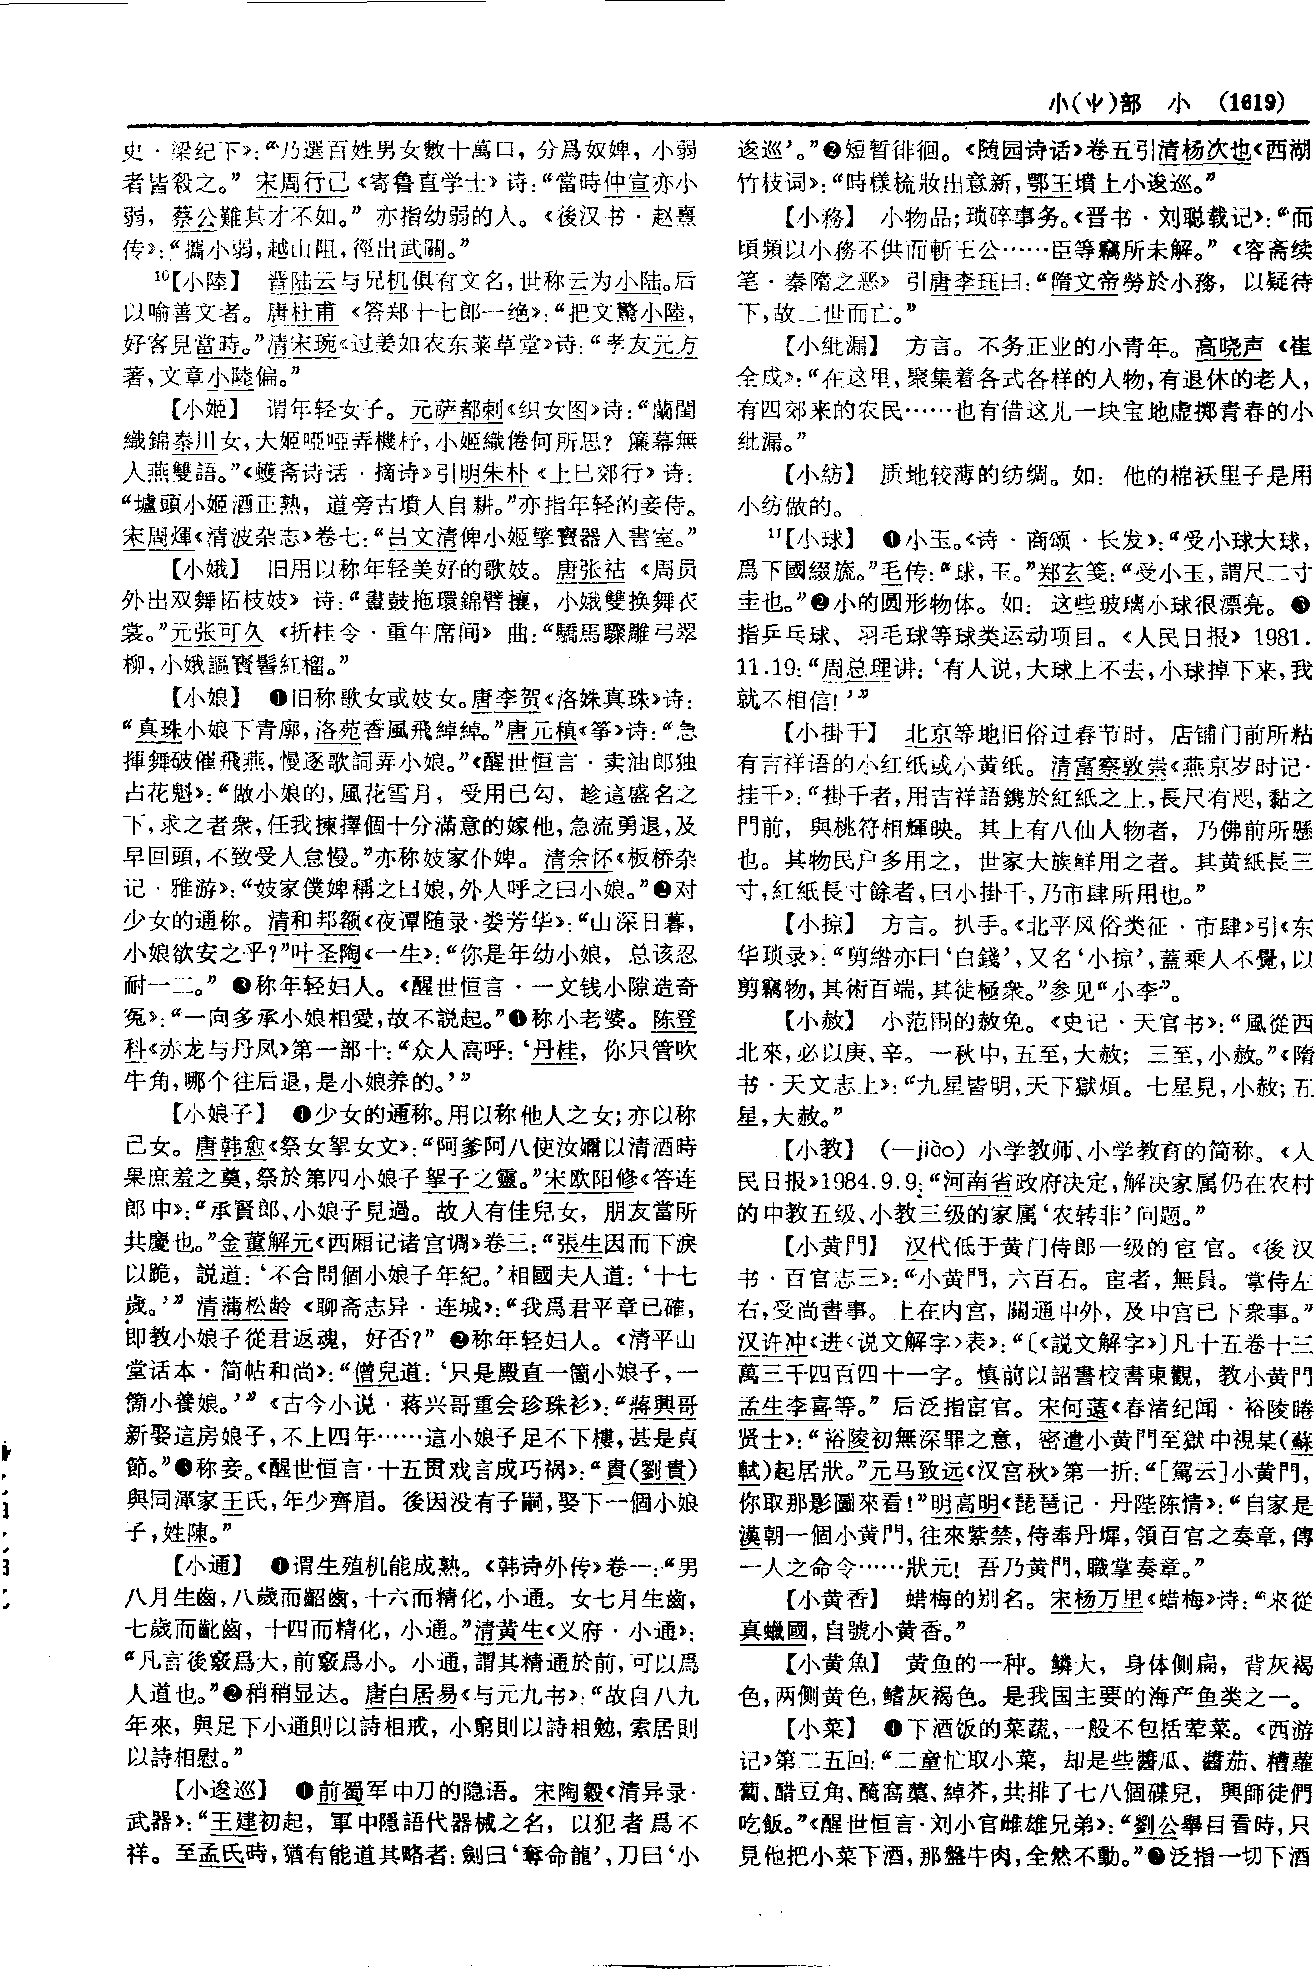 小(⺌)部　小　(1619)
史·梁纪下》：“乃選百姓男女數十萬口，分爲奴婢，小弱
者皆殺之。”宋周行己《寄鲁直学士》诗：“當時仲宣亦小
弱，蔡公難其才不如。”亦指幼弱的人。《後汉书·赵憙
传》：“攜小弱，越山阻，徑出武關。”
¹⁰【小陸】　晋陆云与兄机俱有文名，世称云为小陆。后
以喻善文者。唐杜甫《答郑十七郎一绝》：“把文驚小陸，
好客見當時。”清宋琬《过姜如农东莱草堂》诗：“孝友元方
著，文章小陸偏。”
【小姬】　谓年轻女子。元萨都剌《织女图》诗：“蘭閨
織錦秦川女，大姬啞啞弄機杼，小姬織倦何所思？簾幕無
人燕雙語。”《蠖斋诗话·摘诗》引明朱朴《上巳郊行》诗：
“壚頭小姬酒正熟，道旁古墳人自耕。”亦指年轻的妾侍。
宋周煇《清波杂志》卷七：“吕文清俾小姬擎寶器入書室。”
【小娥】　旧用以称年轻美好的歌妓。唐张祜《周员
外出双舞柘枝妓》诗：“畫鼓拖環錦臂攘，小娥雙换舞衣
裳。”元张可久《折桂令·重午席间》曲：“驕馬驟雕弓翠
柳，小娥謳寶髻紅榴。”
【小娘】　❶旧称歌女或妓女。唐李贺《洛姝真珠》诗：
“真珠小娘下青廓，洛苑香風飛綽綽。”唐元稹《筝》诗：“急
揮舞破催飛燕，慢逐歌詞弄小娘。”《醒世恒言·卖油郎独
占花魁》：“做小娘的，風花雪月，受用已勾，趁這盛名之
下，求之者衆，任我揀擇個十分滿意的嫁他，急流勇退，及
早回頭，不致受人怠慢。”亦称妓家仆婢。清余怀《板桥杂
记·雅游》：“妓家僕婢稱之曰娘，外人呼之曰小娘。”❷对
少女的通称。清和邦额《夜谭随录·娄芳华》：“山深日暮，
小娘欲安之乎？”叶圣陶《一生》：“你是年幼小娘，总该忍
耐一二。”❸称年轻妇人。《醒世恒言·一文钱小隙造奇
冤》：“一向多承小娘相愛，故不説起。”❹称小老婆。陈登
科《赤龙与丹凤》第一部十：“众人高呼：‘丹桂，你只管吹
牛角，哪个往后退，是小娘养的。’”
【小娘子】　❶少女的通称。用以称他人之女；亦以称
己女。唐韩愈《祭女挐女文》：“阿爹阿八使汝嬭以清酒時
果庶羞之奠，祭於第四小娘子挐子之靈。”宋欧阳修《答连
郎中》：“承賢郎、小娘子見過。故人有佳兒女，朋友當所
共慶也。”金董解元《西厢记诸宫调》卷三：“張生因而下淚
以跪，説道：‘不合問個小娘子年紀。’相國夫人道：‘十七
歲。’”清蒲松龄《聊斋志异·连城》：“我爲君平章已確，
即教小娘子從君返魂，好否？”❷称年轻妇人。《清平山
堂话本·简帖和尚》：“僧兒道：‘只是殿直一箇小娘子，一
箇小養娘。’”《古今小说·蒋兴哥重会珍珠衫》：“蔣興哥
新娶這房娘子，不上四年……這小娘子足不下樓，甚是貞
節。”❸称妾。《醒世恒言·十五贯戏言成巧祸》：“貴（劉貴）
與同渾家王氏，年少齊眉。後因没有子嗣，娶下一個小娘
子，姓陳。”
【小通】　❶谓生殖机能成熟。《韩诗外传》卷一：“男
八月生齒，八歲而齠齒，十六而精化，小通。女七月生齒，
七歲而齔齒，十四而精化，小通。”清黄生《义府·小通》：
“凡言後竅爲大，前竅爲小。小通，謂其精通於前，可以爲
人道也。”❷稍稍显达。唐白居易《与元九书》：“故自八九
年來，與足下小通則以詩相戒，小窮則以詩相勉，索居則
以詩相慰。”
【小逡巡】　❶前蜀军中刀的隐语。宋陶穀《清异录·
武器》：“王建初起，軍中隱語代器械之名，以犯者爲不
祥。至孟氏時，猶有能道其略者：劍曰‘奪命龍’，刀曰‘小
逡巡’。”❷短暂徘徊。《随园诗话》卷五引清杨次也《西湖
竹枝词》：“時樣梳妝出意新，鄂王墳上小逡巡。”
【小務】　小物品；琐碎事务。《晋书·刘聪载记》：“而
頃頻以小務不供而斬王公……臣等竊所未解。”《容斋续
笔·秦隋之恶》引唐李珏曰：“隋文帝勞於小務，以疑待
下，故二世而亡。”
【小紕漏】　方言。不务正业的小青年。高晓声《崔
全成》：“在这里，聚集着各式各样的人物，有退休的老人，
有四郊来的农民……也有借这儿一块宝地虚掷青春的小
纰漏。”
【小紡】　质地较薄的纺绸。如：他的棉袄里子是用
小纺做的。
¹¹【小球】　❶小玉。《诗·商颂·长发》：“受小球大球，
爲下國綴旒。”毛传：“球，玉。”郑玄笺：“受小玉，謂尺二寸
圭也。”❷小的圆形物体。如：这些玻璃小球很漂亮。❸
指乒乓球、羽毛球等球类运动项目。《人民日报》1981.
11.19：“周总理讲：‘有人说，大球上不去，小球掉下来，我
就不相信！’”
【小掛千】　北京等地旧俗过春节时，店铺门前所粘
有吉祥语的小红纸或小黄纸。清富察敦崇《燕京岁时记·
挂千》：“掛千者，用吉祥語鐫於紅紙之上，長尺有咫，黏之
門前，與桃符相輝映。其上有八仙人物者，乃佛前所懸
也。其物民户多用之，世家大族鮮用之者。其黄紙長三
寸，紅紙長寸餘者，曰小掛千，乃市肆所用也。”
【小掠】　方言。扒手。《北平风俗类征·市肆》引《东
华琐录》：“剪绺亦曰‘白錢’，又名‘小掠’，蓋乘人不覺，以
剪竊物，其術百端，其徒極衆。”参见“小李”。
【小赦】　小范围的赦免。《史记·天官书》：“風從西
北來，必以庚、辛。一秋中，五至，大赦；三至，小赦。”《隋
书·天文志上》：“九星皆明，天下獄煩。七星見，小赦；五
星，大赦。”
【小教】　（—jiào）小学教师、小学教育的简称。《人
民日报》1984.9.9：“河南省政府决定，解决家属仍在农村
的中教五级、小教三级的家属‘农转非’问题。”
【小黄門】　汉代低于黄门侍郎一级的宦官。《後汉
书·百官志三》：“小黄門，六百石。宦者，無員。掌侍左
右，受尚書事。上在内宫，關通中外，及中宫已下衆事。”
汉许冲《进〈说文解字〉表》：“〔《説文解字》〕凡十五卷十三
萬三千四百四十一字。慎前以詔書校書東觀，教小黄門
孟生李喜等。”后泛指宦官。宋何薳《春渚纪闻·裕陵睠
贤士》：“裕陵初無深罪之意，密遣小黄門至獄中視某（蘇
軾）起居狀。”元马致远《汉宫秋》第一折：“［駕云］小黄門，
你取那影圖來看！”明高明《琵琶记·丹陛陈情》：“自家是
漢朝一個小黄門，往來紫禁，侍奉丹墀，領百官之奏章，傳
一人之命令……狀元！吾乃黄門，職掌奏章。”
【小黄香】　蜡梅的别名。宋杨万里《蜡梅》诗：“來從
真蠟國，自號小黄香。”
【小黄魚】　黄鱼的一种。鳞大，身体侧扁，背灰褐
色，两侧黄色，鳍灰褐色。是我国主要的海产鱼类之一。
【小菜】　❶下酒饭的菜蔬，一般不包括荤菜。《西游
记》第二五回：“二童忙取小菜，却是些醬瓜、醬茄、糟蘿
蔔、醋豆角、醃窩蕖、綽芥，共排了七八個碟兒，與師徒們
吃飯。”《醒世恒言·刘小官雌雄兄弟》：“劉公舉目看時，只
見他把小菜下酒，那盤牛肉，全然不動。”❷泛指一切下酒